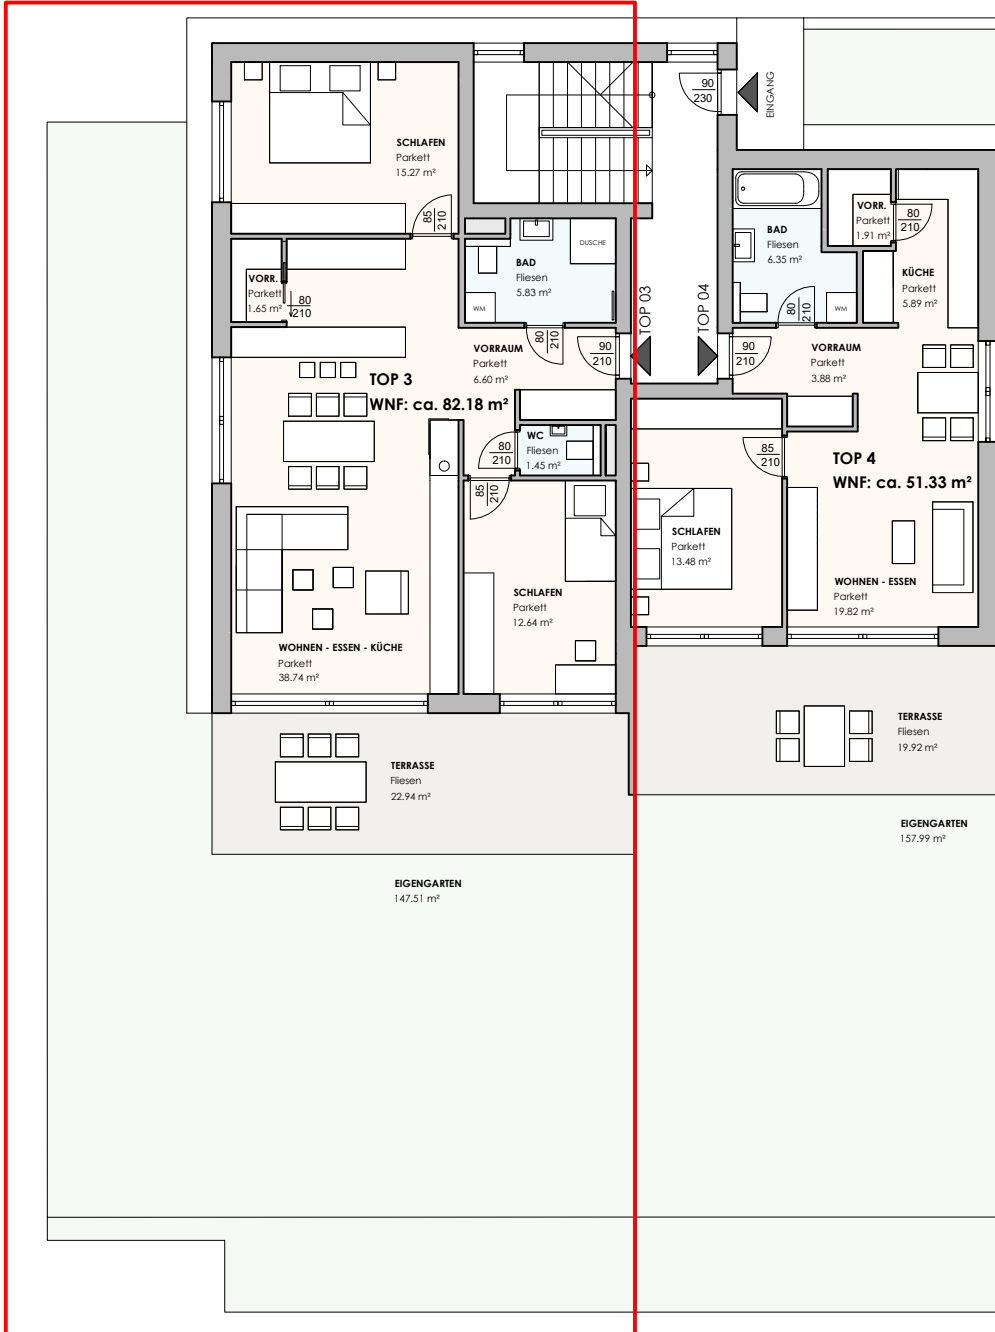 90
230
EINGANG
SCHLAFEN
Parkett
15.27 m²
85
210
BAD
Fliesen
5.83 m²
DUSCHE
WM
VORR.
Parkett
1.65 m²
80
210
80
210
90
210
TOP 03
VORRAUM
Parkett
6.60 m²
TOP 3
WNF: ca. 82.18 m²
80
210
WC
Fliesen
1.45 m²
85
210
SCHLAFEN
Parkett
12.64 m²
WOHNEN - ESSEN - KÜCHE
Parkett
38.74 m²
TERRASSE
Fliesen
22.94 m²
EIGENGARTEN
147.51 m²
TOP 04
90
210
BAD
Fliesen
6.35 m²
80
210
WM
VORR.
Parkett
1.91 m²
80
210
KÜCHE
Parkett
5.89 m²
VORRAUM
Parkett
3.88 m²
85
210
TOP 4
WNF: ca. 51.33 m²
SCHLAFEN
Parkett
13.48 m²
WOHNEN - ESSEN
Parkett
19.82 m²
TERRASSE
Fliesen
19.92 m²
EIGENGARTEN
157.99 m²